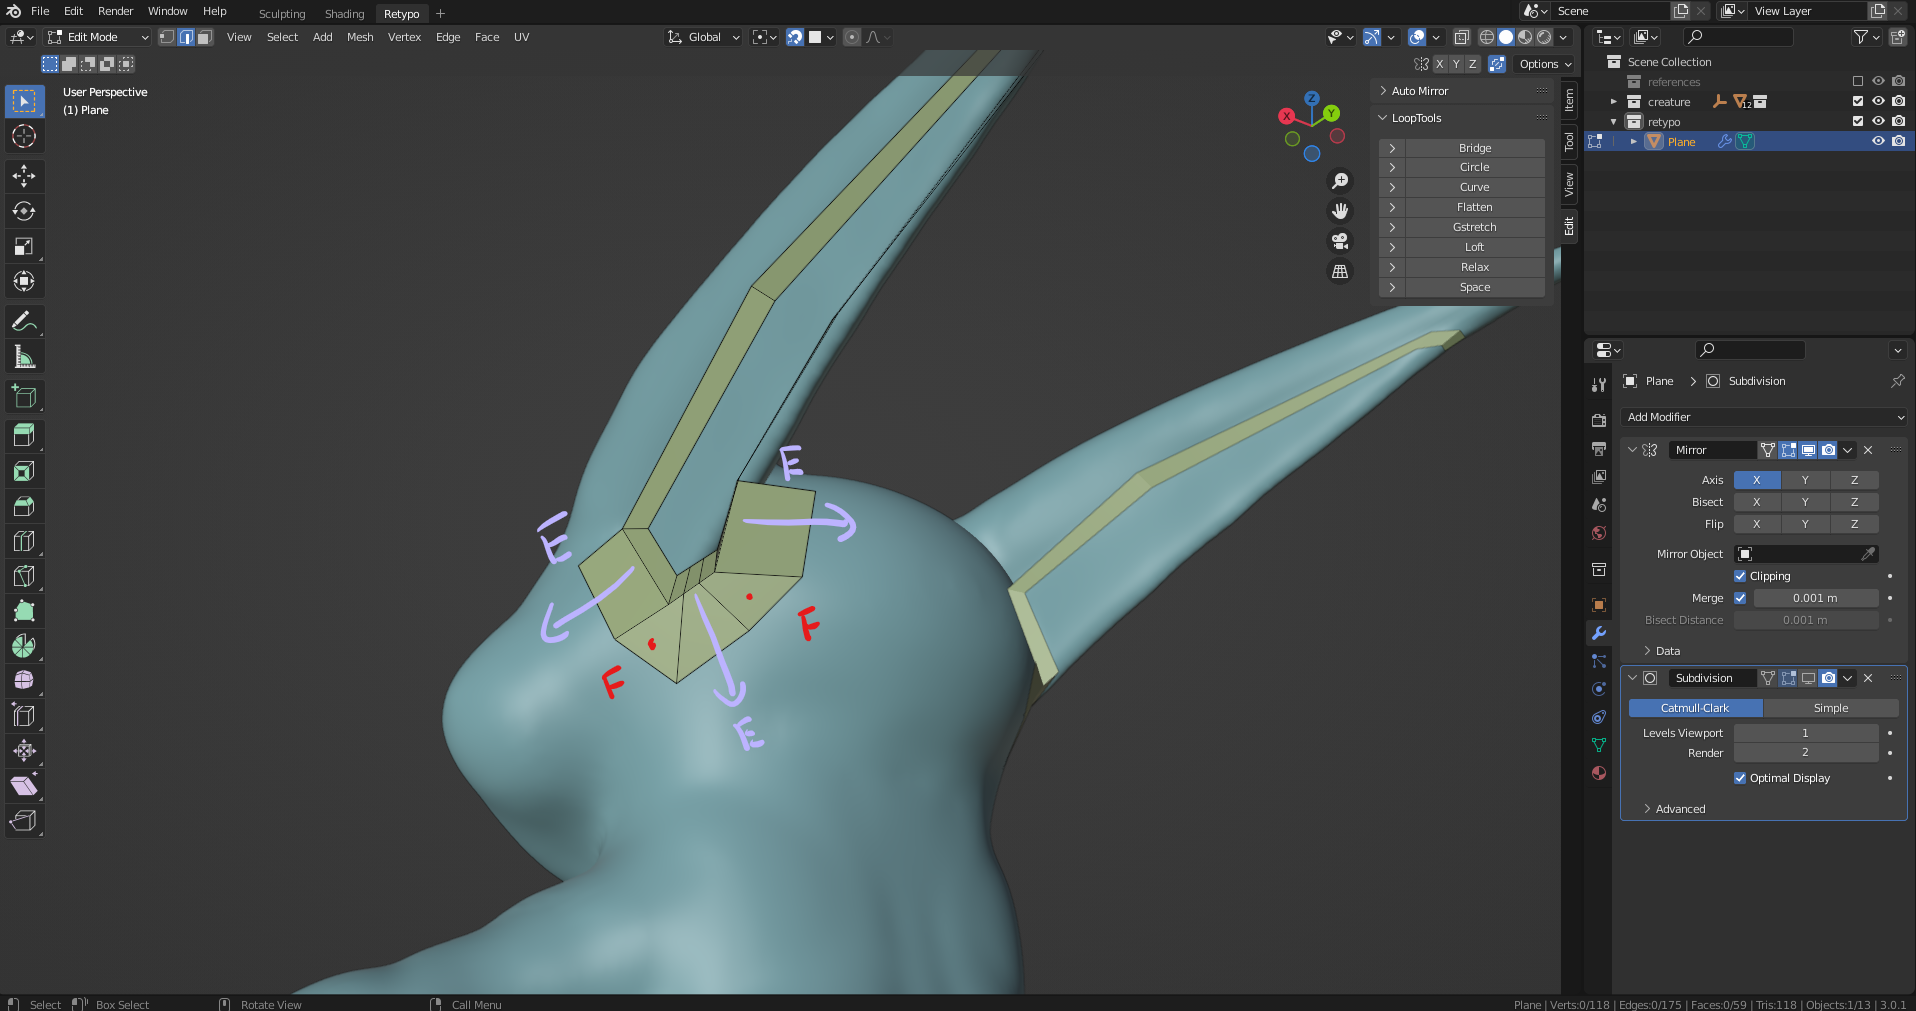 File Edit Render Window Help Sculpting Shading Retypo Scene View Layer
Edit Mode View Select Add Mesh Vertex Edge Face UV Global
X Y Z Options
User Perspective
(1) Plane
Auto Mirror
LoopTools
Bridge
Circle
Curve
Flatten
Gstretch
Loft
Relax
Space
Item
Tool
View
Edit
Z
Y
X
Scene Collection
references
creature 12
retypo
Plane
Plane > Subdivision
Add Modifier
Mirror
Axis X Y Z
Bisect X Y Z
Flip X Y Z
Mirror Object
Clipping
Merge 0.001 m
Bisect Distance 0.001 m
Data
Subdivision
Catmull-Clark Simple
Levels Viewport 1
Render 2
Optimal Display
Advanced
E
E
F
F
E
Select Box Select Rotate View Call Menu Plane | Verts:0/118 | Edges:0/175 | Faces:0/59 | Tris:118 | Objects:1/13 | 3.0.1